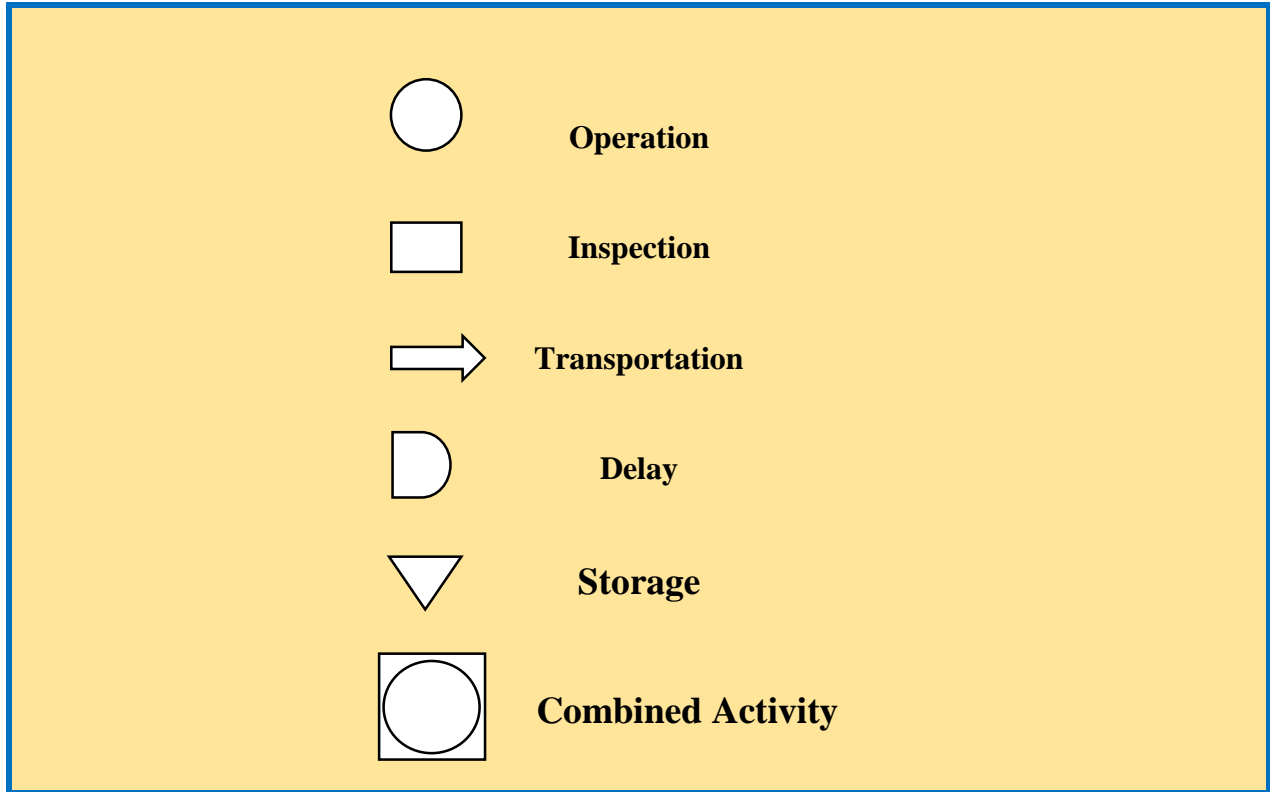 Operation
Inspection
Transportation
Delay
Storage
Combined Activity